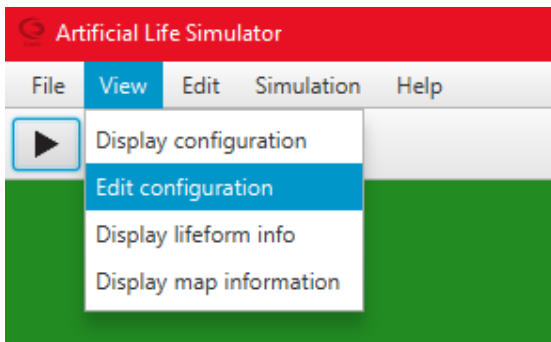 Artificial Life Simulator
File View Edit Simulation Help
Display configuration
Edit configuration
Display lifeform info
Display map information